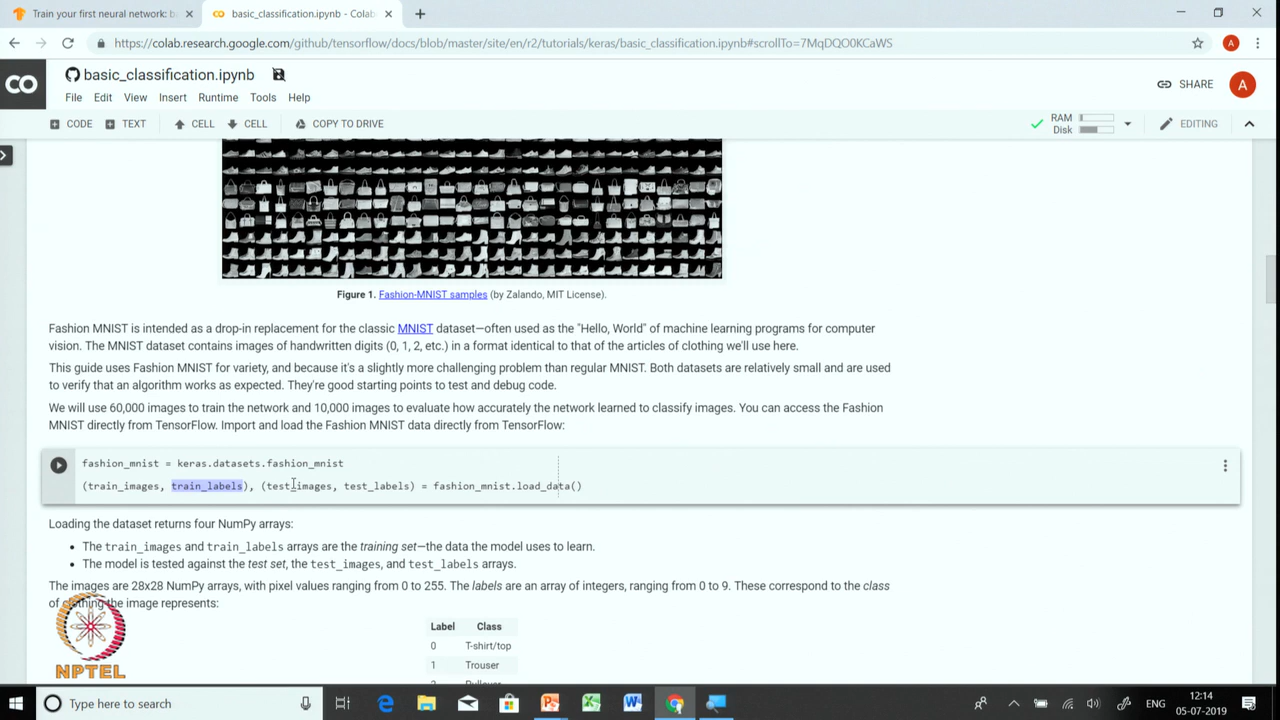 Train your first neural network: ba
basic_classification.ipynb - Colab
https://colab.research.google.com/github/tensorflow/docs/blob/master/site/en/r2/tutorials/keras/basic_classification.ipynb#scrollTo=7MqDQO0KCaWS
A
CO
basic_classification.ipynb
SHARE
A
File Edit View Insert Runtime Tools Help
CODE TEXT CELL CELL COPY TO DRIVE
RAM
Disk
EDITING
Figure 1. Fashion-MNIST samples (by Zalando, MIT License).
Fashion MNIST is intended as a drop-in replacement for the classic MNIST dataset—often used as the "Hello, World" of machine learning programs for computer
vision. The MNIST dataset contains images of handwritten digits (0, 1, 2, etc.) in a format identical to that of the articles of clothing we'll use here.
This guide uses Fashion MNIST for variety, and because it's a slightly more challenging problem than regular MNIST. Both datasets are relatively small and are used
to verify that an algorithm works as expected. They're good starting points to test and debug code.
We will use 60,000 images to train the network and 10,000 images to evaluate how accurately the network learned to classify images. You can access the Fashion
MNIST directly from TensorFlow. Import and load the Fashion MNIST data directly from TensorFlow:
fashion_mnist = keras.datasets.fashion_mnist
(train_images, train_labels), (test_images, test_labels) = fashion_mnist.load_data()
Loading the dataset returns four NumPy arrays:
• The train_images and train_labels arrays are the training set—the data the model uses to learn.
• The model is tested against the test set, the test_images, and test_labels arrays.
The images are 28x28 NumPy arrays, with pixel values ranging from 0 to 255. The labels are an array of integers, ranging from 0 to 9. These correspond to the class
of clothing the image represents:
Label Class
0 T-shirt/top
1 Trouser
2 Pullover
NPTEL
Type here to search
ENG
12:14
05-07-2019